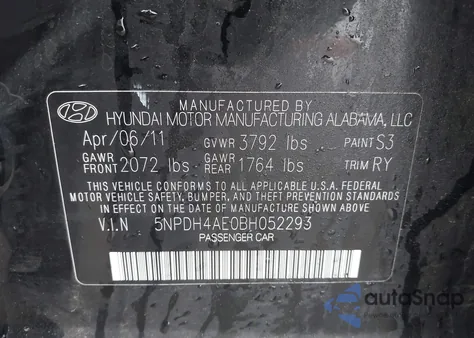 MANUFACTURED BY
HYUNDAI MOTOR MANUFACTURING ALABAMA, LLC
Apr/06/11 GVWR 3792 lbs PAINT S3
GAWR FRONT 2072 lbs GAWR REAR 1764 lbs TRIM RY
THIS VEHICLE CONFORMS TO ALL APPLICABLE U.S.A. FEDERAL
MOTOR VEHICLE SAFETY, BUMPER, AND THEFT PREVENTION
STANDARDS IN EFFECT ON THE DATE OF MANUFACTURE SHOWN.
V.I.N 5NPDH4AE0BH052293
PASSENGER CAR
autoSnap